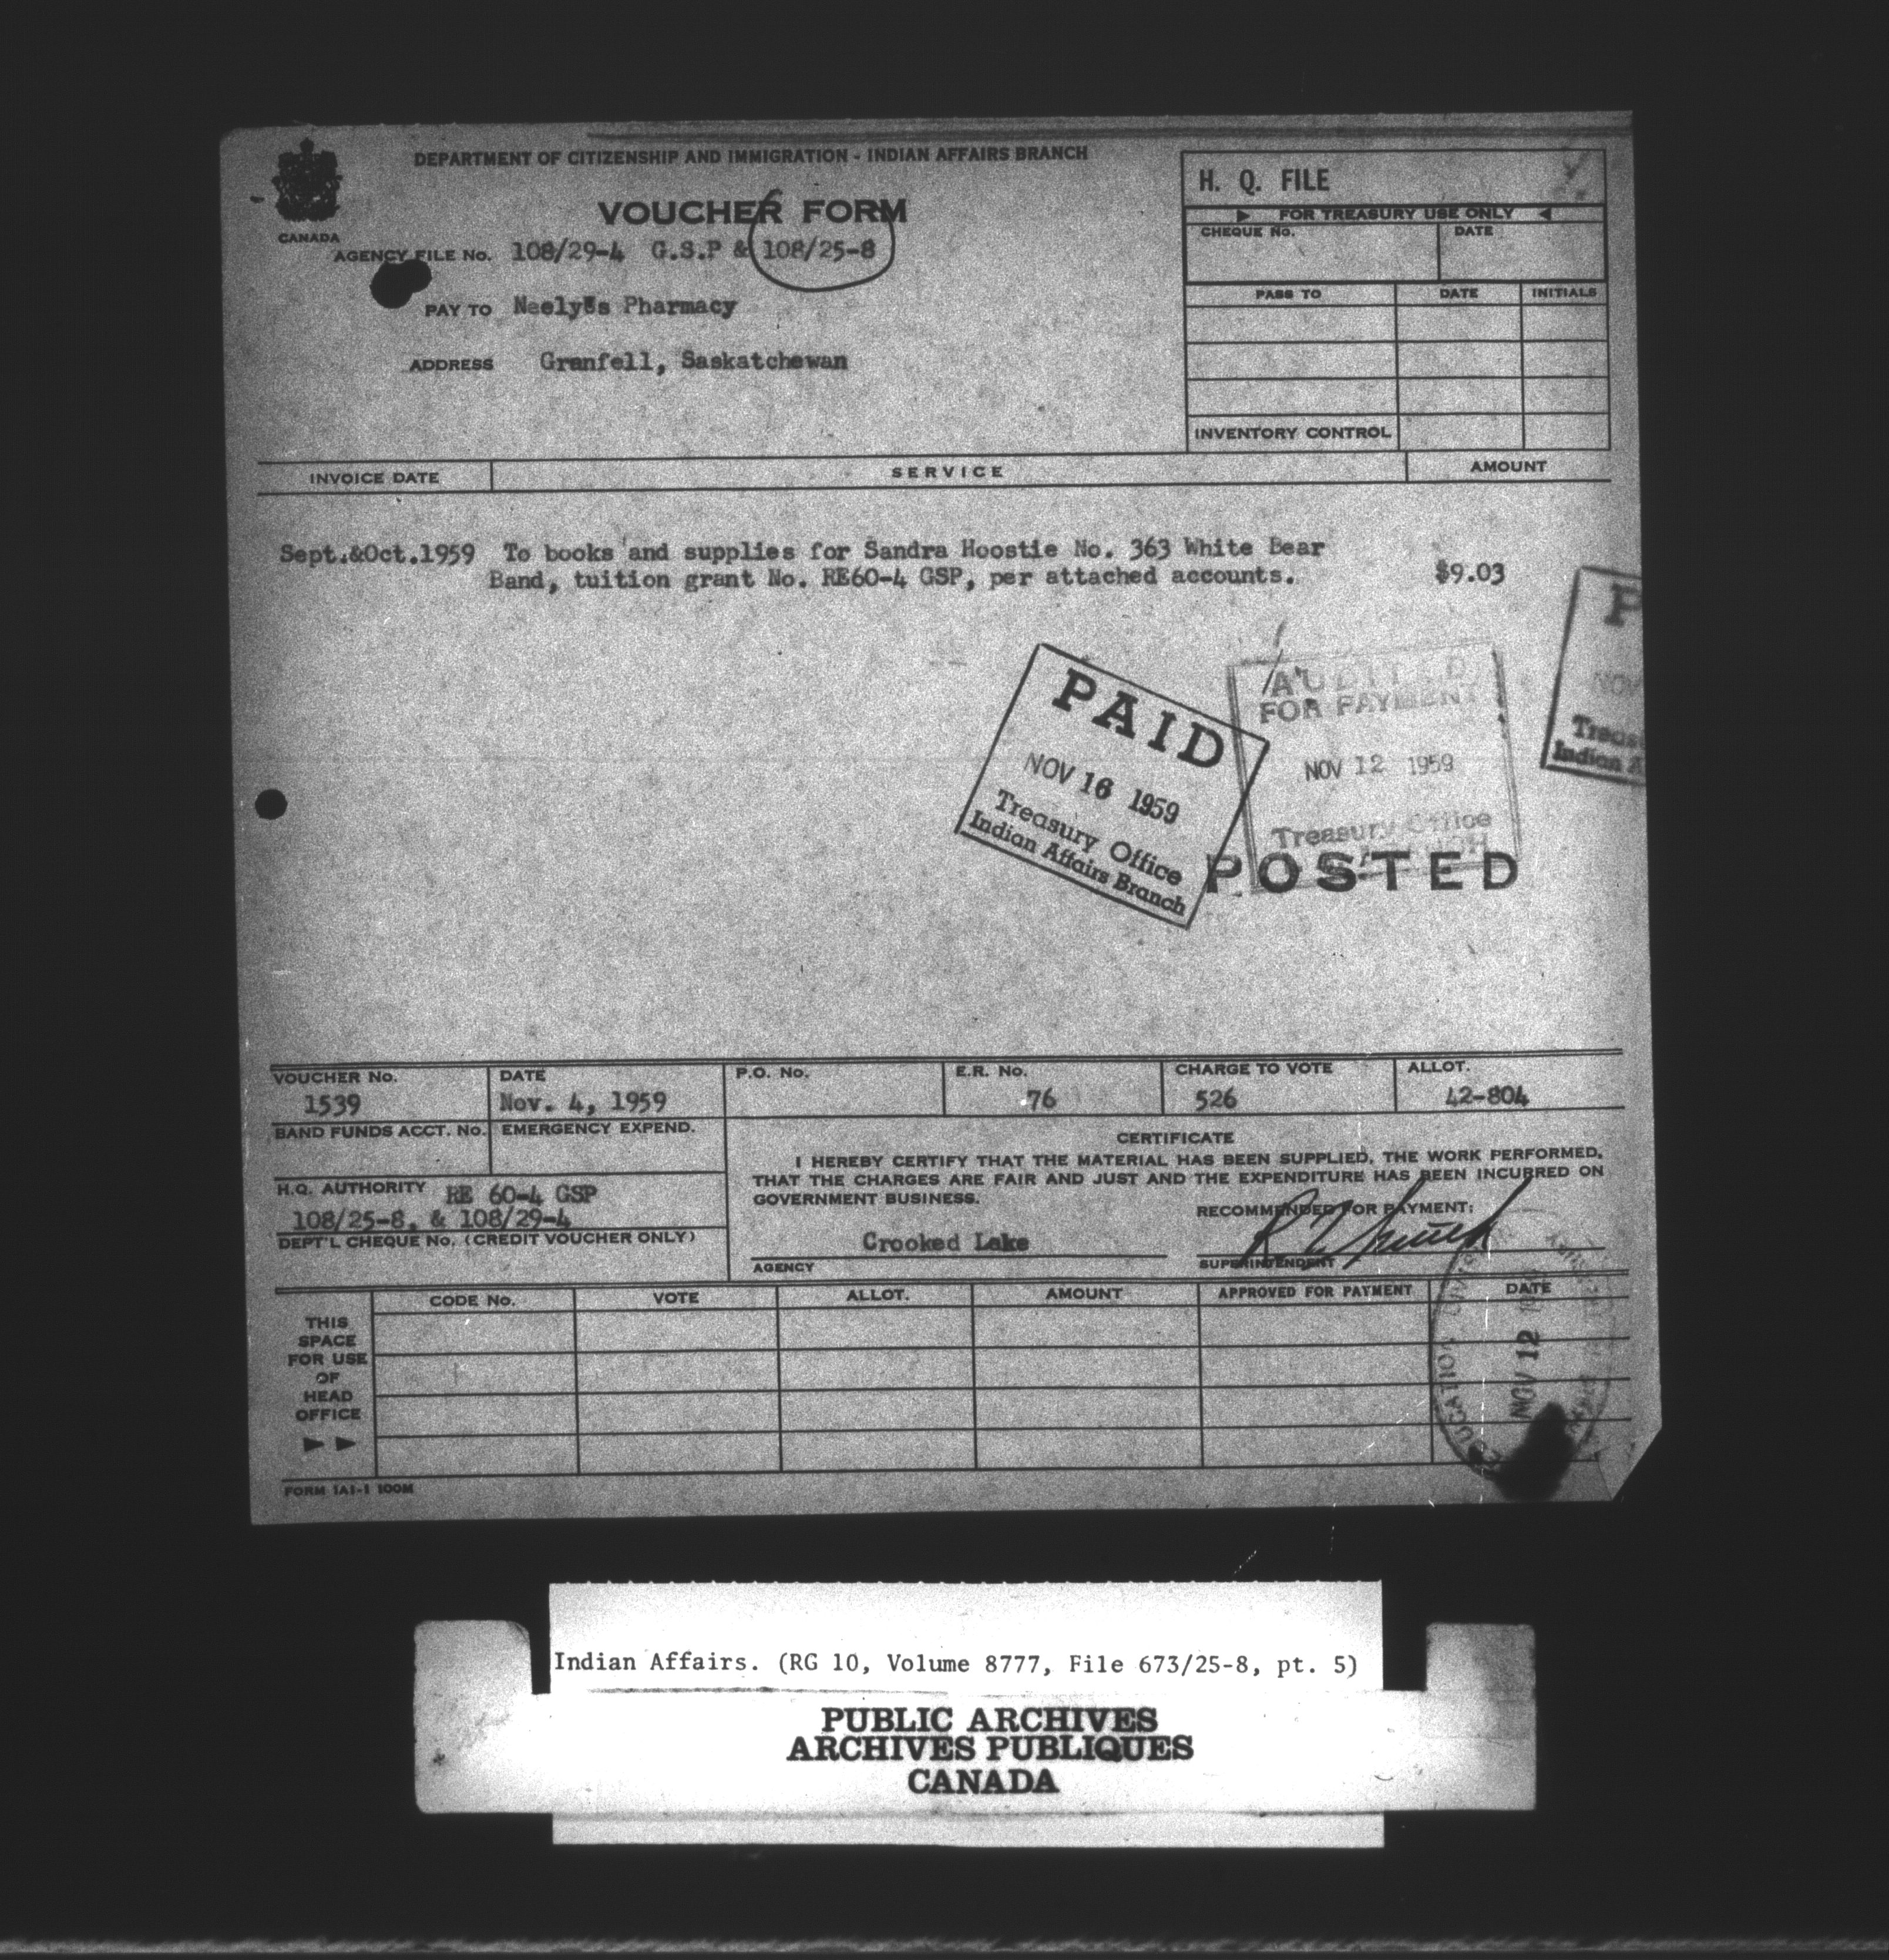 DEPARTMENT OF CITIZENSHIP AND IMMIGRATION - INDIAN AFFAIRS BRANCH
VOUCHER FORM
CANADA
AGENCY FILE No. 108/29-4 G.S.P & 108/25-8
PAY TO Neely's Pharmacy
ADDRESS Grenfell, Saskatchewan
H. Q. FILE
FOR TREASURY USE ONLY
CHEQUE No. DATE
PASS TO DATE INITIALS
INVENTORY CONTROL
INVOICE DATE SERVICE AMOUNT
Sept.&Oct.1959 To books and supplies for Sandra Hoostie No. 363 White Bear
Band, tuition grant No. RE60-4 GSP, per attached accounts. $9.03
PAID
NOV 16 1959
Treasury Office
Indian Affairs Branch
AUDITED
FOR PAYMENT
NOV 12 1959
Treasury Office
POSTED
P
NOV
Treas
Indian A
VOUCHER No. DATE P.O. No. E.R. No. CHARGE TO VOTE ALLOT.
1539 Nov. 4, 1959 76 526 42-804
BAND FUNDS ACCT. No. EMERGENCY EXPEND.
CERTIFICATE
I HEREBY CERTIFY THAT THE MATERIAL HAS BEEN SUPPLIED, THE WORK PERFORMED,
THAT THE CHARGES ARE FAIR AND JUST AND THE EXPENDITURE HAS BEEN INCURRED ON
GOVERNMENT BUSINESS.
H.Q. AUTHORITY RE 60-4 GSP
108/25-8, & 108/29-4
DEPT'L CHEQUE No. (CREDIT VOUCHER ONLY)
RECOMMENDED FOR PAYMENT:
Crooked Lake
AGENCY
SUPERINTENDENT
THIS SPACE FOR USE OF HEAD OFFICE
CODE No. VOTE ALLOT. AMOUNT APPROVED FOR PAYMENT DATE
NOV 12
FORM IA1-1 100M
Indian Affairs. (RG 10, Volume 8777, File 673/25-8, pt. 5)
PUBLIC ARCHIVES
ARCHIVES PUBLIQUES
CANADA